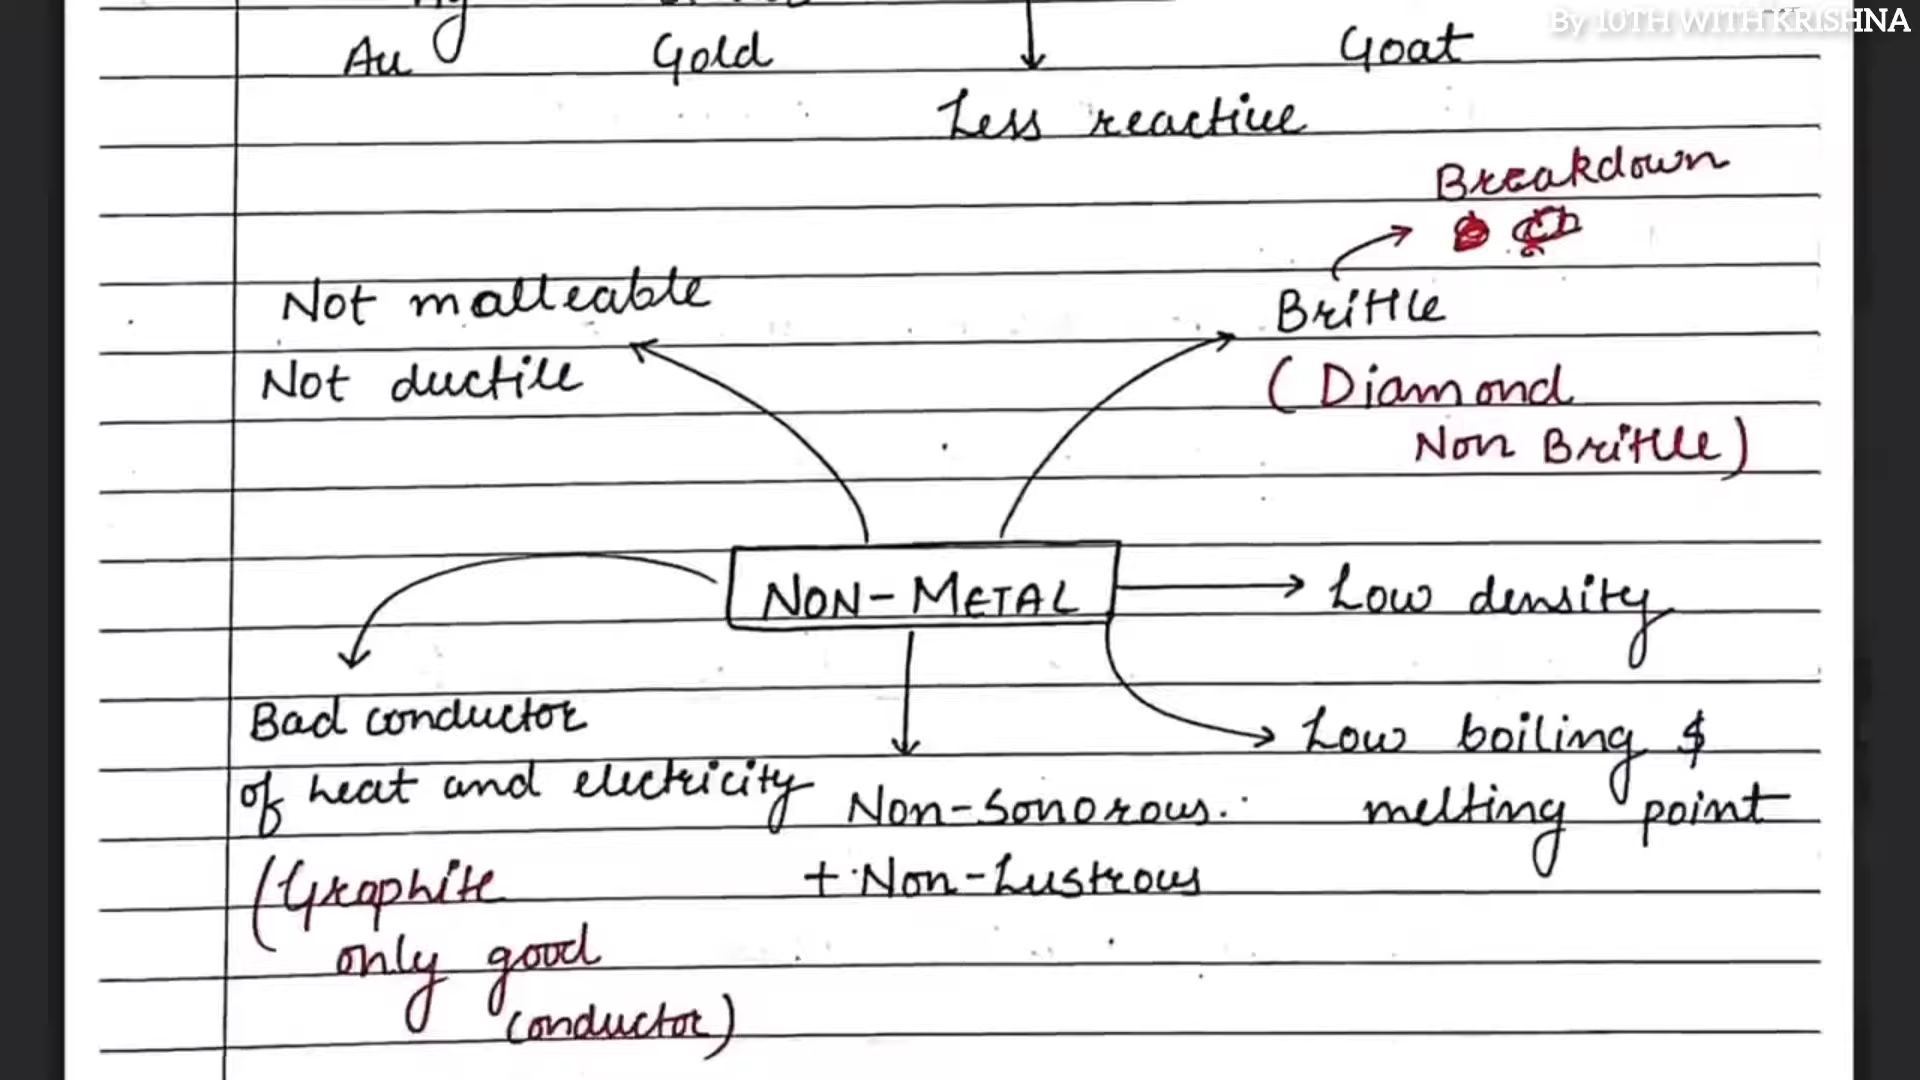 By 10TH WITH KRISHNA
Au Gold Goat
Less reactive
Breakdown
Not malleable
Brittle
Not ductile
(Diamond
Non Brittle)
NON-METAL
Low density
Bad conductor
Low boiling $
of heat and electricity
Non-Sonorous.
melting point
+ Non-Lustrous
(Graphite
only good
conductor)